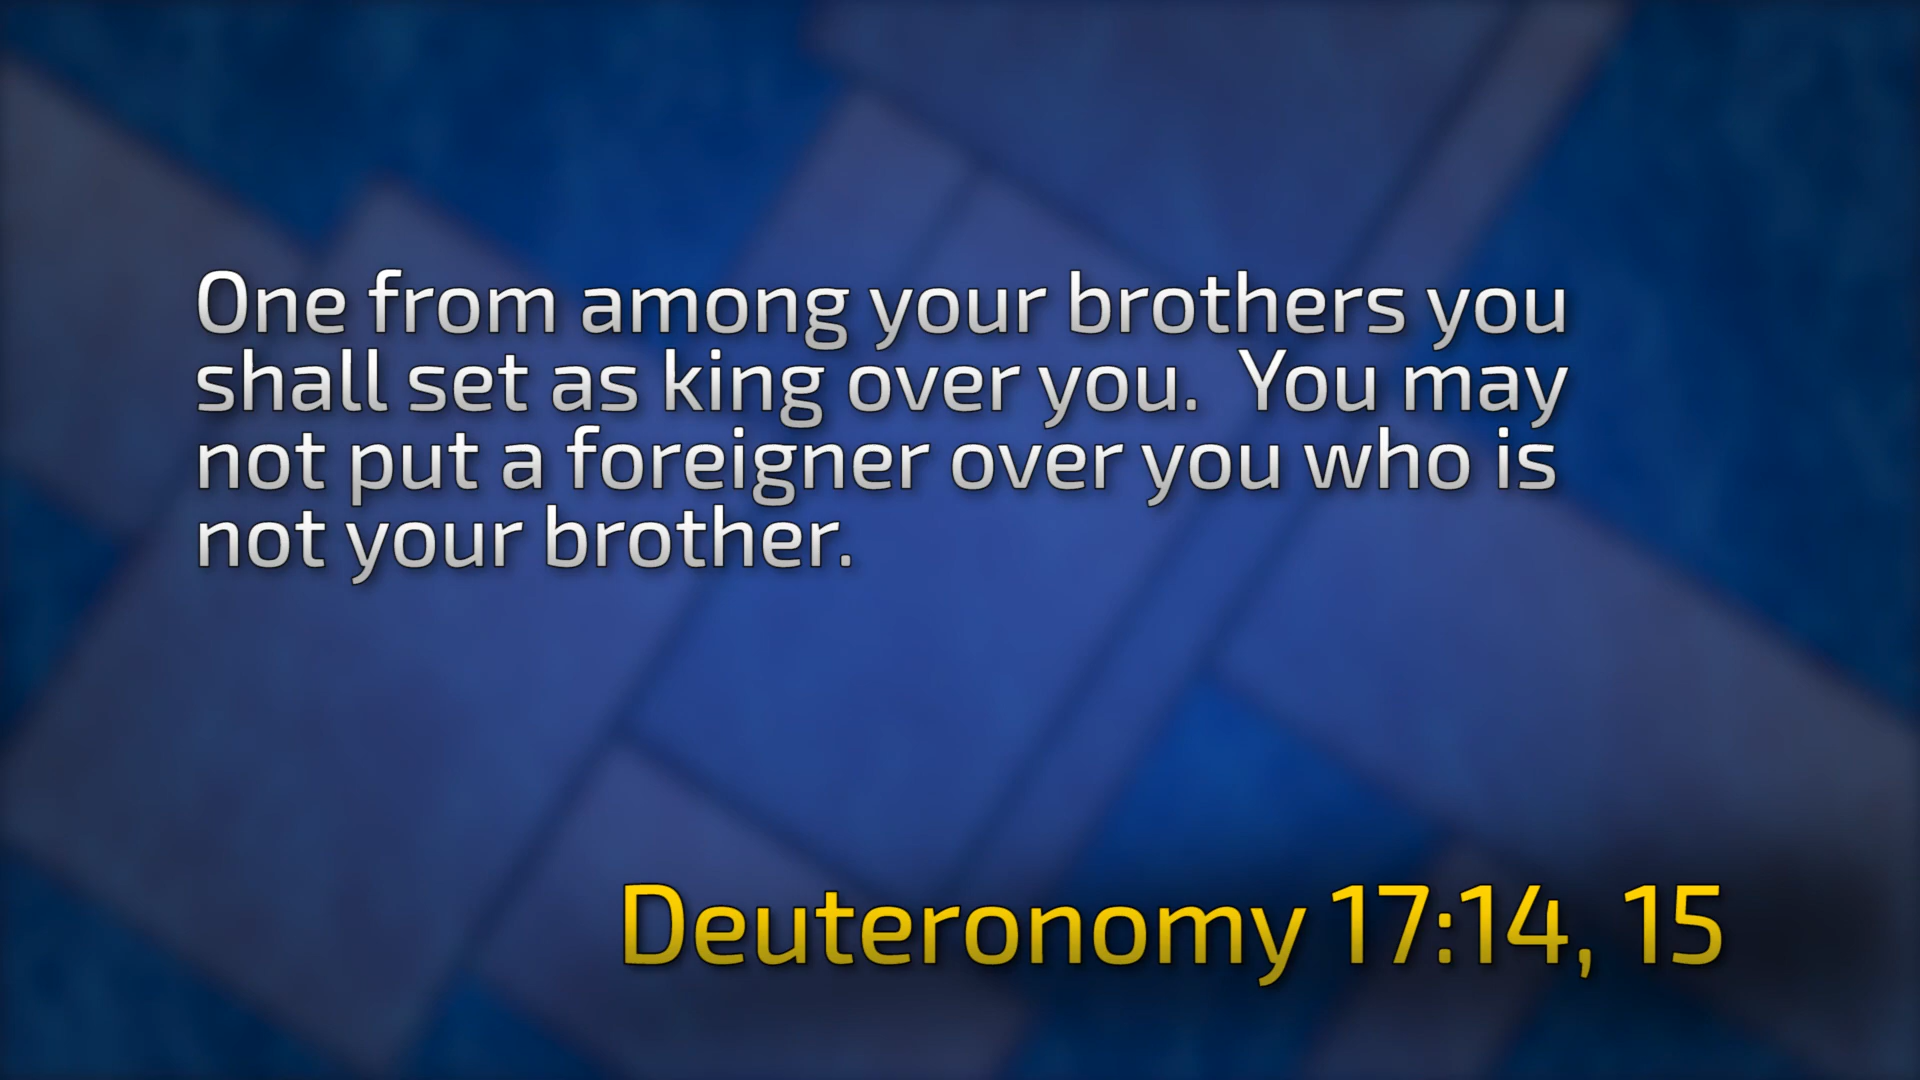 One from among your brothers you
shall set as king over you.  You may
not put a foreigner over you who is
not your brother.
Deuteronomy 17:14, 15